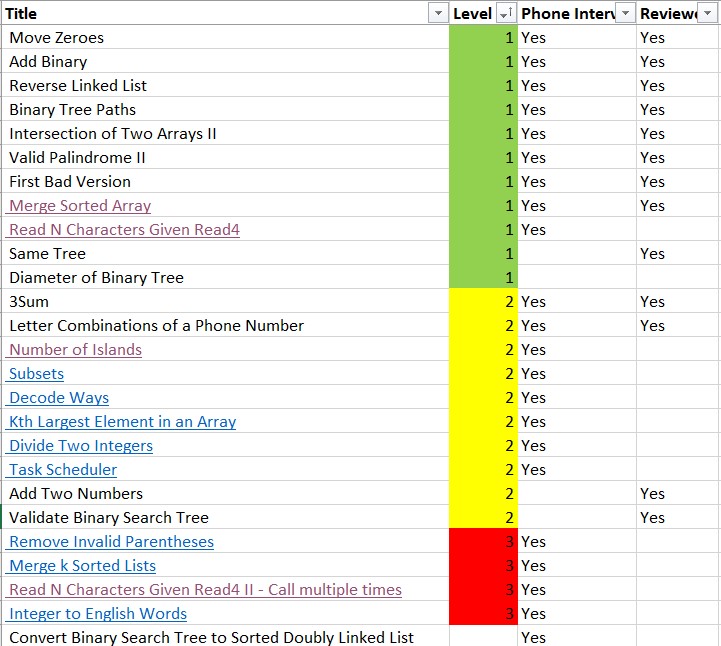 Title Level Phone Interv Reviewe
Move Zeroes 1 Yes Yes
Add Binary 1 Yes Yes
Reverse Linked List 1 Yes Yes
Binary Tree Paths 1 Yes Yes
Intersection of Two Arrays II 1 Yes Yes
Valid Palindrome II 1 Yes Yes
First Bad Version 1 Yes Yes
Merge Sorted Array 1 Yes Yes
Read N Characters Given Read4 1 Yes
Same Tree 1 Yes
Diameter of Binary Tree 1
3Sum 2 Yes Yes
Letter Combinations of a Phone Number 2 Yes Yes
Number of Islands 2 Yes
Subsets 2 Yes
Decode Ways 2 Yes
Kth Largest Element in an Array 2 Yes
Divide Two Integers 2 Yes
Task Scheduler 2 Yes
Add Two Numbers 2 Yes
Validate Binary Search Tree 2 Yes
Remove Invalid Parentheses 3 Yes
Merge k Sorted Lists 3 Yes
Read N Characters Given Read4 II - Call multiple times 3 Yes
Integer to English Words 3 Yes
Convert Binary Search Tree to Sorted Doubly Linked List Yes